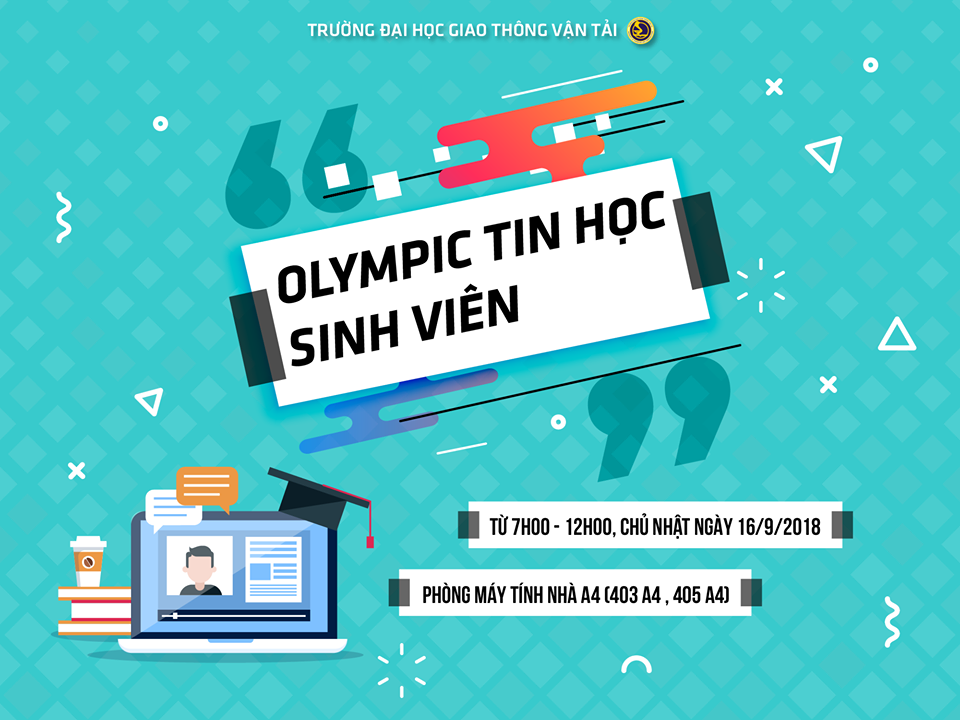 TRƯỜNG ĐẠI HỌC GIAO THÔNG VẬN TẢI
OLYMPIC TIN HỌC
SINH VIÊN
TỪ 7H00 - 12H00, CHỦ NHẬT NGÀY 16/9/2018
PHÒNG MÁY TÍNH NHÀ A4 (403 A4 , 405 A4)